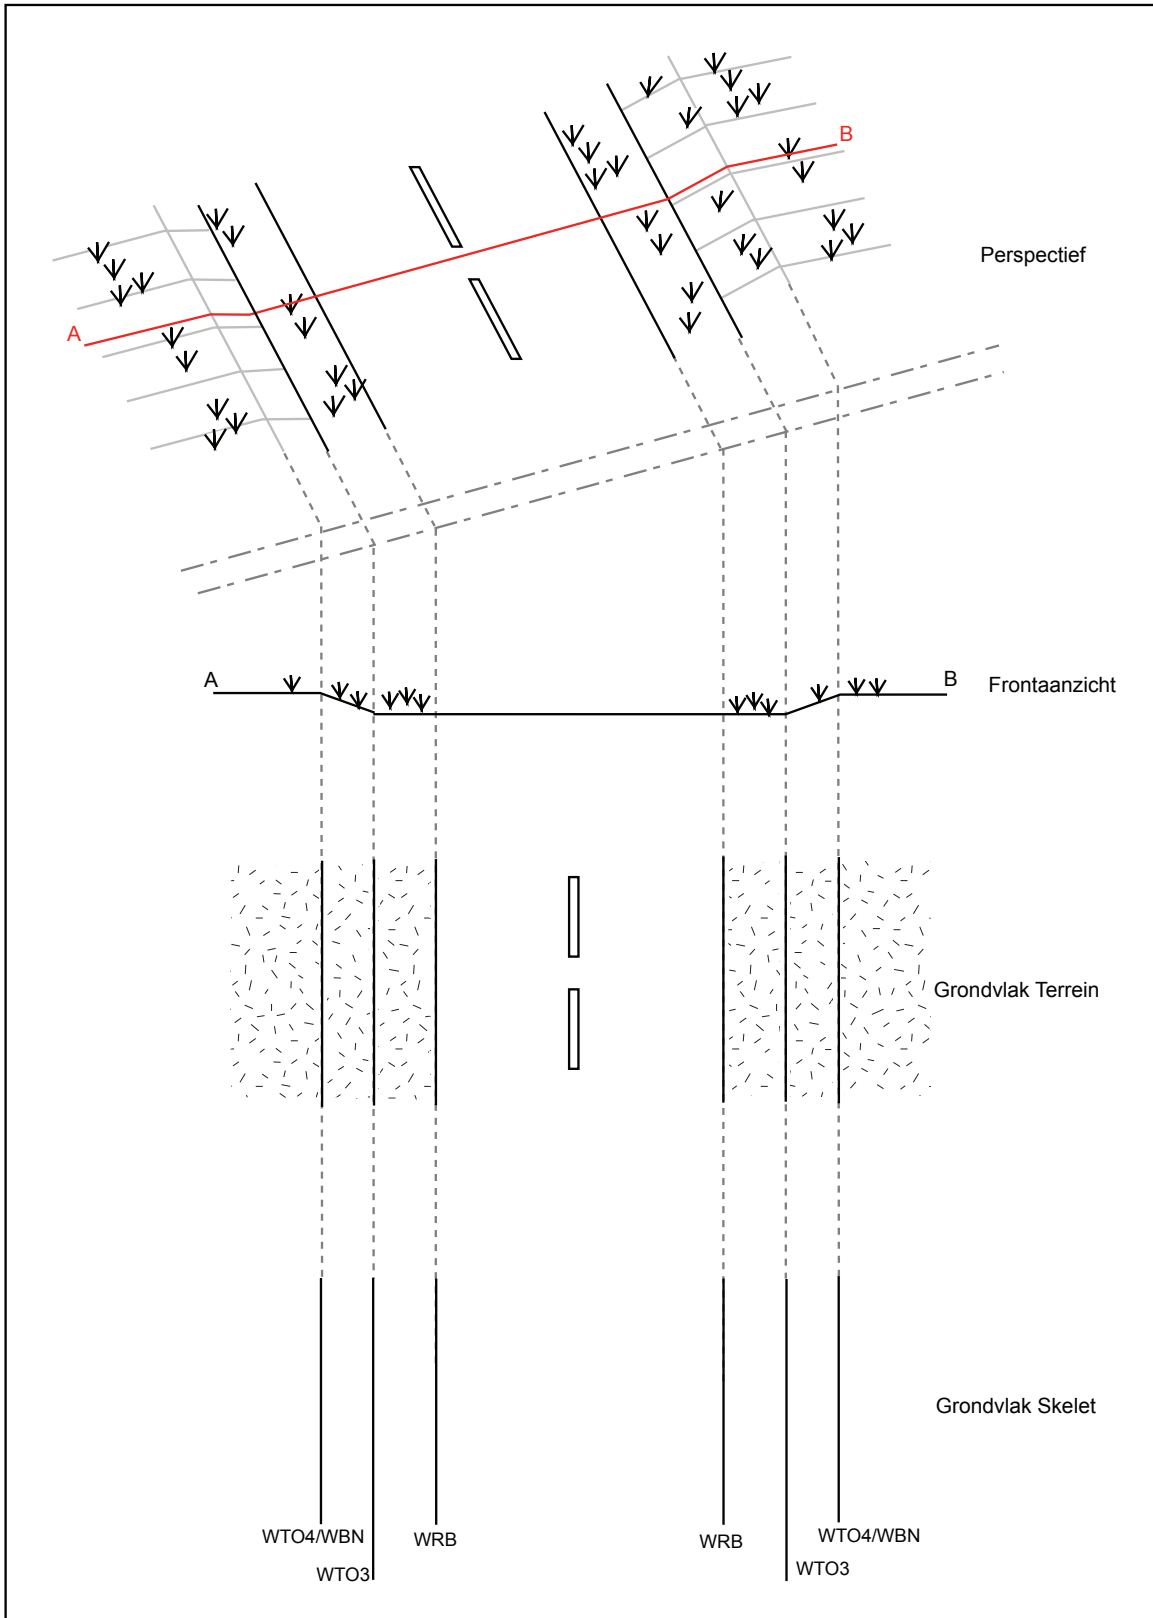 B
Perspectief
A
A
B
Frontaanzicht
Grondvlak Terrein
Grondvlak Skelet
WTO4/WBN
WRB
WRB
WTO4/WBN
WTO3
WTO3